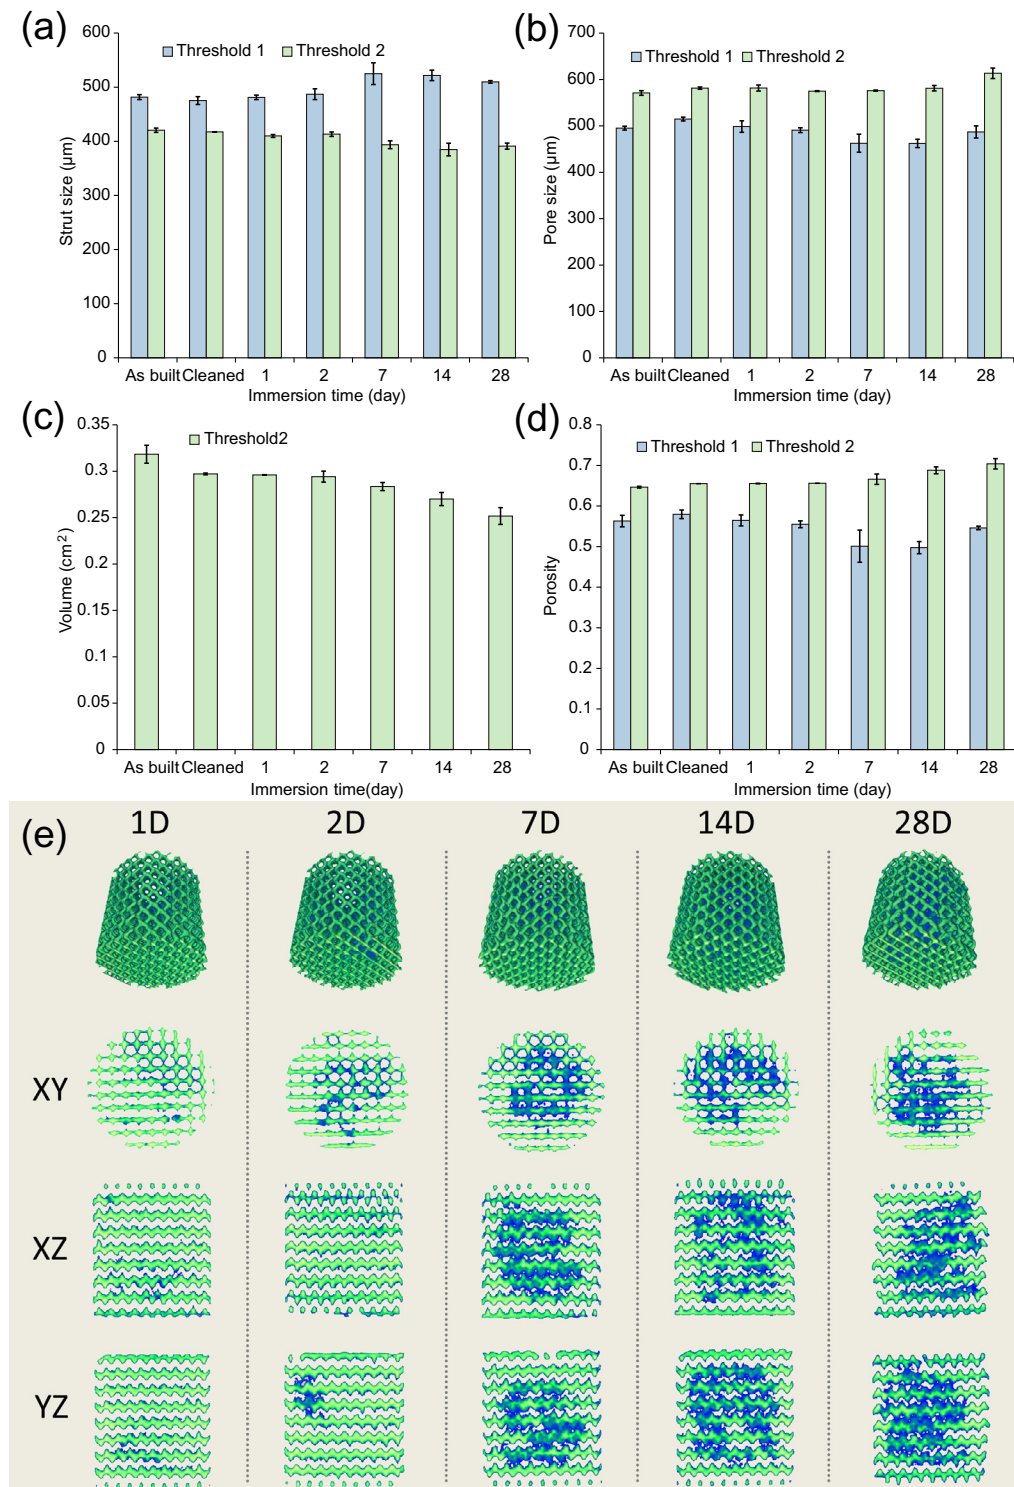 (a)
600
500
400
300
200
100
0
Strut size (µm)
Threshold 1 Threshold 2
As built Cleaned 1 2 7 14 28
Immersion time (day)
(b)
700
600
500
400
300
200
100
0
Pore size (µm)
Threshold 1 Threshold 2
As built Cleaned 1 2 7 14 28
Immersion time (day)
(c)
0.35
0.3
0.25
0.2
0.15
0.1
0.05
0
Volume (cm²)
Threshold2
As built Cleaned 1 2 7 14 28
Immersion time(day)
(d)
0.8
0.7
0.6
0.5
0.4
0.3
0.2
0.1
0
Porosity
Threshold 1 Threshold 2
As built Cleaned 1 2 7 14 28
Immersion time (day)
(e)
1D 2D 7D 14D 28D
XY
XZ
YZ